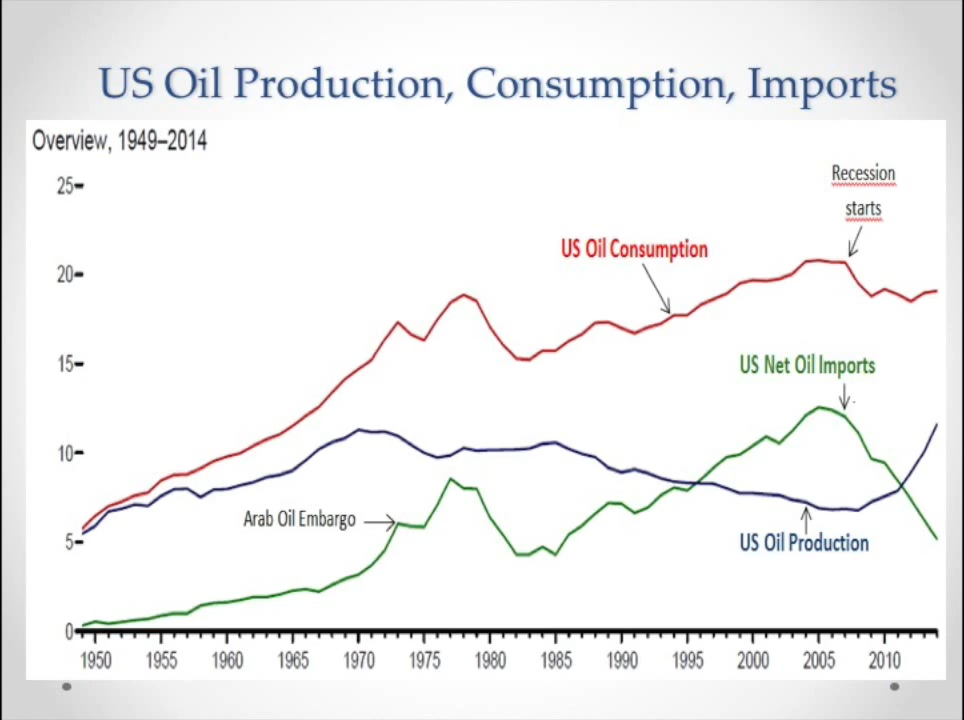 US Oil Production, Consumption, Imports
Overview, 1949–2014
25
Recession
starts
US Oil Consumption
20
15
US Net Oil Imports
10
Arab Oil Embargo
5
US Oil Production
0
1950 1955 1960 1965 1970 1975 1980 1985 1990 1995 2000 2005 2010